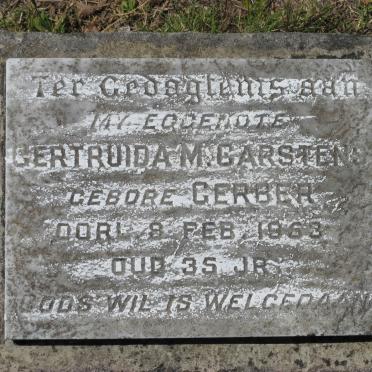 Ter Gedagtenis aan
MY EGGENOTE
GERTRUIDA M. CARSTENS
GEBORE GERBER
OORL. 8 FEB. 1953
OUD 35 JR.
GODS WIL IS WELGEDAAN